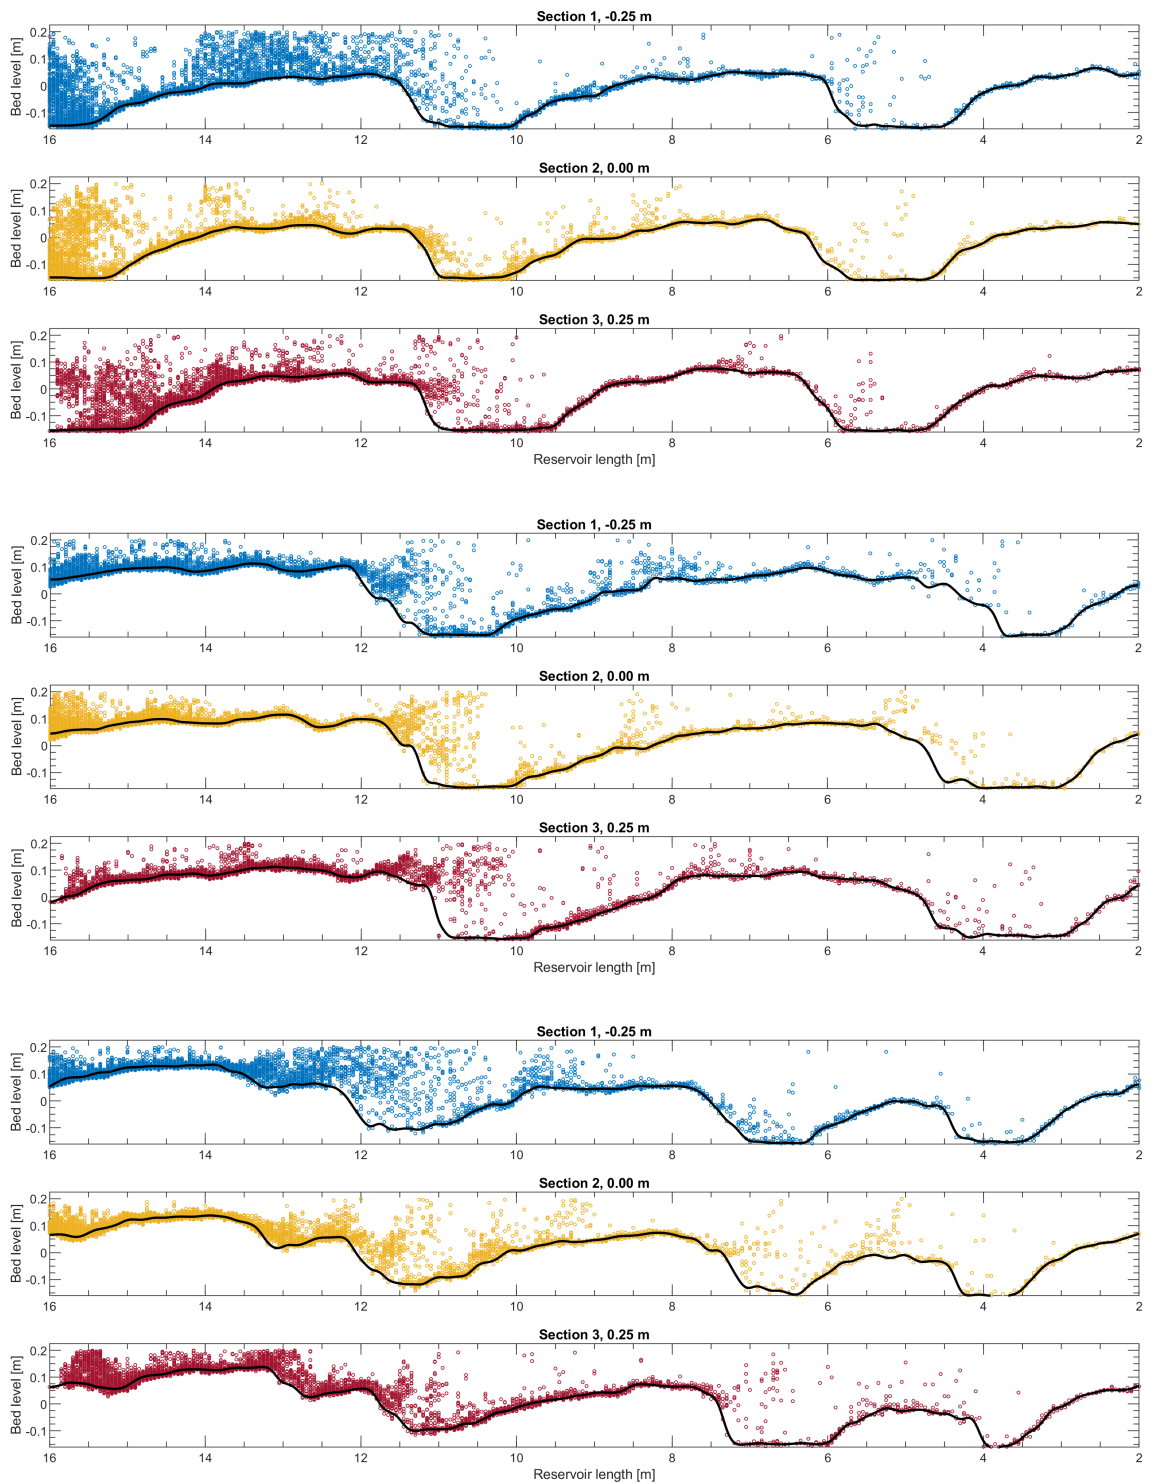 Section 1, -0.25 m
0.2
0.1
0
-0.1
Bed level [m]
16 14 12 10 8 6 4 2
Section 2, 0.00 m
0.2
0.1
0
-0.1
Bed level [m]
16 14 12 10 8 6 4 2
Section 3, 0.25 m
0.2
0.1
0
-0.1
Bed level [m]
16 14 12 10 8 6 4 2
Reservoir length [m]
Section 1, -0.25 m
0.2
0.1
0
-0.1
Bed level [m]
16 14 12 10 8 6 4 2
Section 2, 0.00 m
0.2
0.1
0
-0.1
Bed level [m]
16 14 12 10 8 6 4 2
Section 3, 0.25 m
0.2
0.1
0
-0.1
Bed level [m]
16 14 12 10 8 6 4 2
Reservoir length [m]
Section 1, -0.25 m
0.2
0.1
0
-0.1
Bed level [m]
16 14 12 10 8 6 4 2
Section 2, 0.00 m
0.2
0.1
0
-0.1
Bed level [m]
16 14 12 10 8 6 4 2
Section 3, 0.25 m
0.2
0.1
0
-0.1
Bed level [m]
16 14 12 10 8 6 4 2
Reservoir length [m]